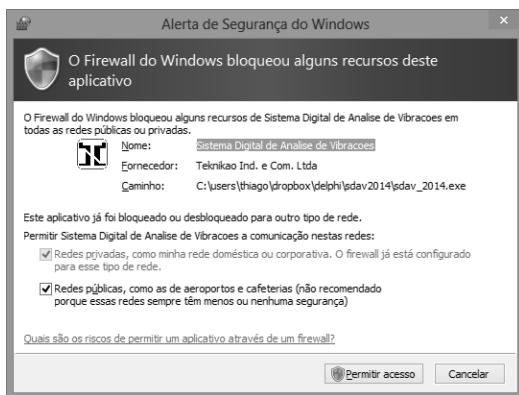 Alerta de Segurança do Windows
O Firewall do Windows bloqueou alguns recursos deste
aplicativo
O Firewall do Windows bloqueou alguns recursos de Sistema Digital de Analise de Vibracoes em
todas as redes públicas ou privadas.
Nome: Sistema Digital de Analise de Vibracoes
Fornecedor: Teknikao Ind. e Com. Ltda
Caminho: C:\users\thiago\dropbox\delphi\sdav2014\sdav_2014.exe
Este aplicativo já foi bloqueado ou desbloqueado para outro tipo de rede.
Permitir Sistema Digital de Analise de Vibracoes a comunicação nestas redes:
Redes privadas, como minha rede doméstica ou corporativa. O firewall já está configurado
para esse tipo de rede.
Redes públicas, como as de aeroportos e cafeterias (não recomendado
porque essas redes sempre têm menos ou nenhuma segurança)
Quais são os riscos de permitir um aplicativo através de um firewall?
Permitir acesso Cancelar